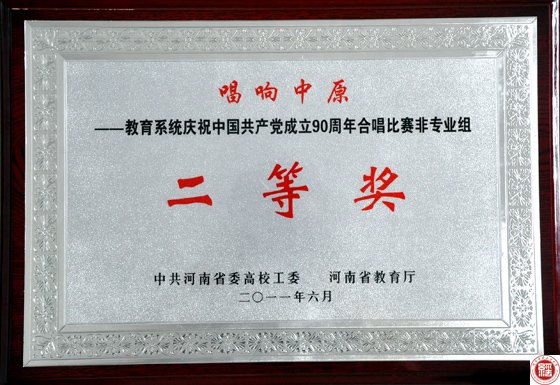 唱响中原
——教育系统庆祝中国共产党成立90周年合唱比赛非专业组
二等奖
中共河南省委高校工委 河南省教育厅
二〇一一年六月